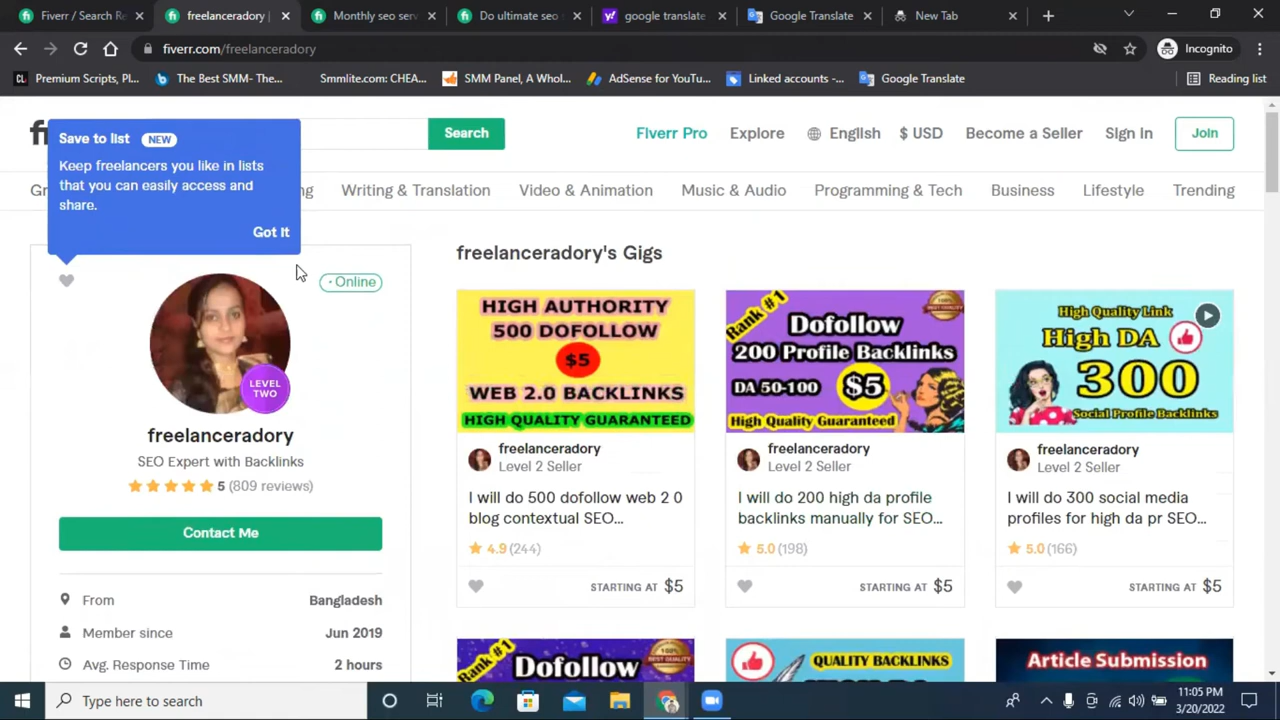 Fiverr / Search R
freelanceradory |
Monthly seo serv
Do ultimate seo s
google translate
Google Translate
New Tab
fiverr.com/freelanceradory
Incognito
Premium Scripts, Pl...
The Best SMM- The...
Smmlite.com: CHEA...
SMM Panel, A Whol...
AdSense for YouTu...
Linked accounts -...
Google Translate
Reading list
Save to list NEW
Keep freelancers you like in lists
that you can easily access and
share.
Got It
Search
Fiverr Pro
Explore
English
$ USD
Become a Seller
Sign In
Join
Writing & Translation
Video & Animation
Music & Audio
Programming & Tech
Business
Lifestyle
Trending
Online
LEVEL
TWO
freelanceradory
SEO Expert with Backlinks
5 (809 reviews)
Contact Me
From Bangladesh
Member since Jun 2019
Avg. Response Time 2 hours
freelanceradory's Gigs
HIGH AUTHORITY
500 DOFOLLOW
$5
WEB 2.0 BACKLINKS
HIGH QUALITY GUARANTEED
freelanceradory
Level 2 Seller
I will do 500 dofollow web 2 0
blog contextual SEO...
4.9 (244)
STARTING AT $5
Rank #1
Dofollow
200 Profile Backlinks
DA 50-100 $5
High Quality Guaranteed
freelanceradory
Level 2 Seller
I will do 200 high da profile
backlinks manually for SEO...
5.0 (198)
STARTING AT $5
High Quality Link
High DA
300
Social Profile Backlinks
freelanceradory
Level 2 Seller
I will do 300 social media
profiles for high da pr SEO...
5.0 (166)
STARTING AT $5
Rank #1
Dofollow
QUALITY BACKLINKS
Article Submission
Type here to search
11:05 PM
3/20/2022